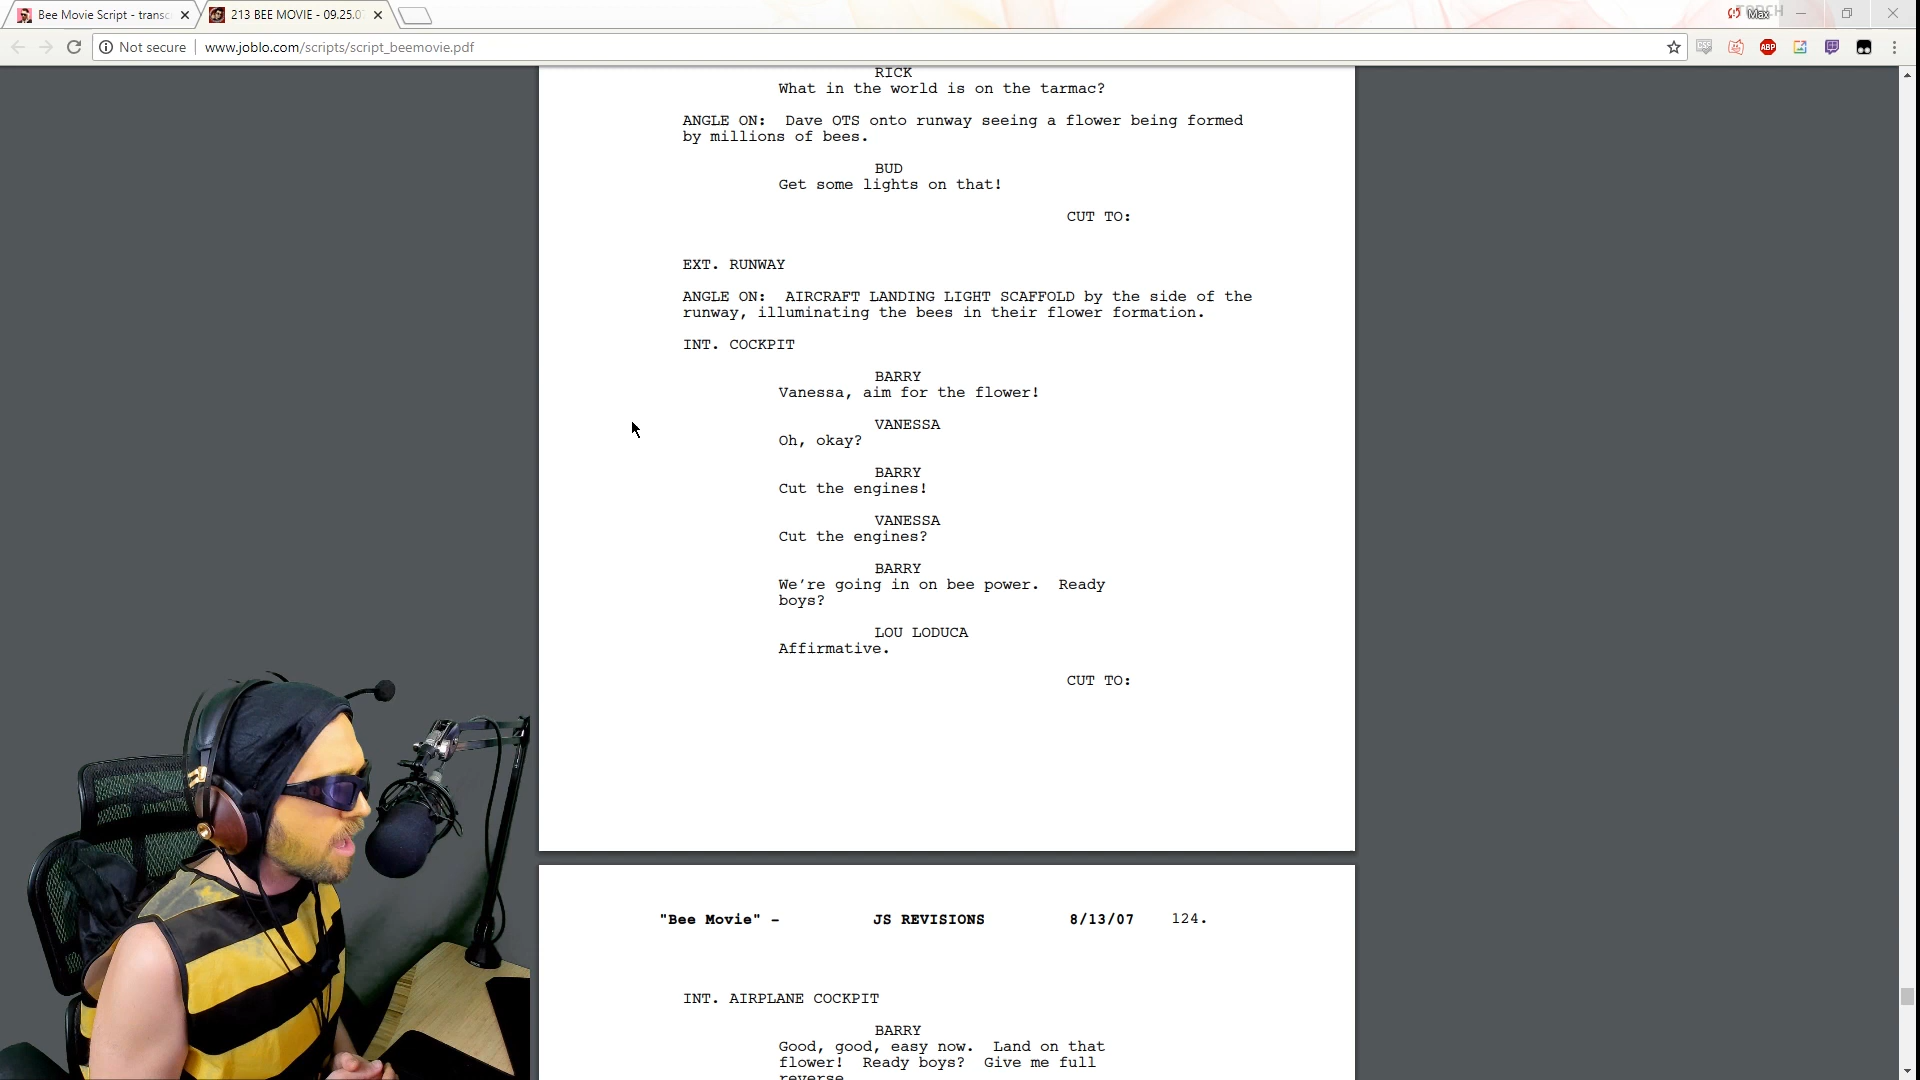 Bee Movie Script - transc
213 BEE MOVIE - 09.25.0
Max
Not secure
www.joblo.com/scripts/script_beemovie.pdf
ABP
RICK
What in the world is on the tarmac?
ANGLE ON: Dave OTS onto runway seeing a flower being formed
by millions of bees.
BUD
Get some lights on that!
CUT TO:
EXT. RUNWAY
ANGLE ON: AIRCRAFT LANDING LIGHT SCAFFOLD by the side of the
runway, illuminating the bees in their flower formation.
INT. COCKPIT
BARRY
Vanessa, aim for the flower!
VANESSA
Oh, okay?
BARRY
Cut the engines!
VANESSA
Cut the engines?
BARRY
We’re going in on bee power. Ready
boys?
LOU LODUCA
Affirmative.
CUT TO:
"Bee Movie" - JS REVISIONS 8/13/07 124.
INT. AIRPLANE COCKPIT
BARRY
Good, good, easy now. Land on that
flower! Ready boys? Give me full
reverse